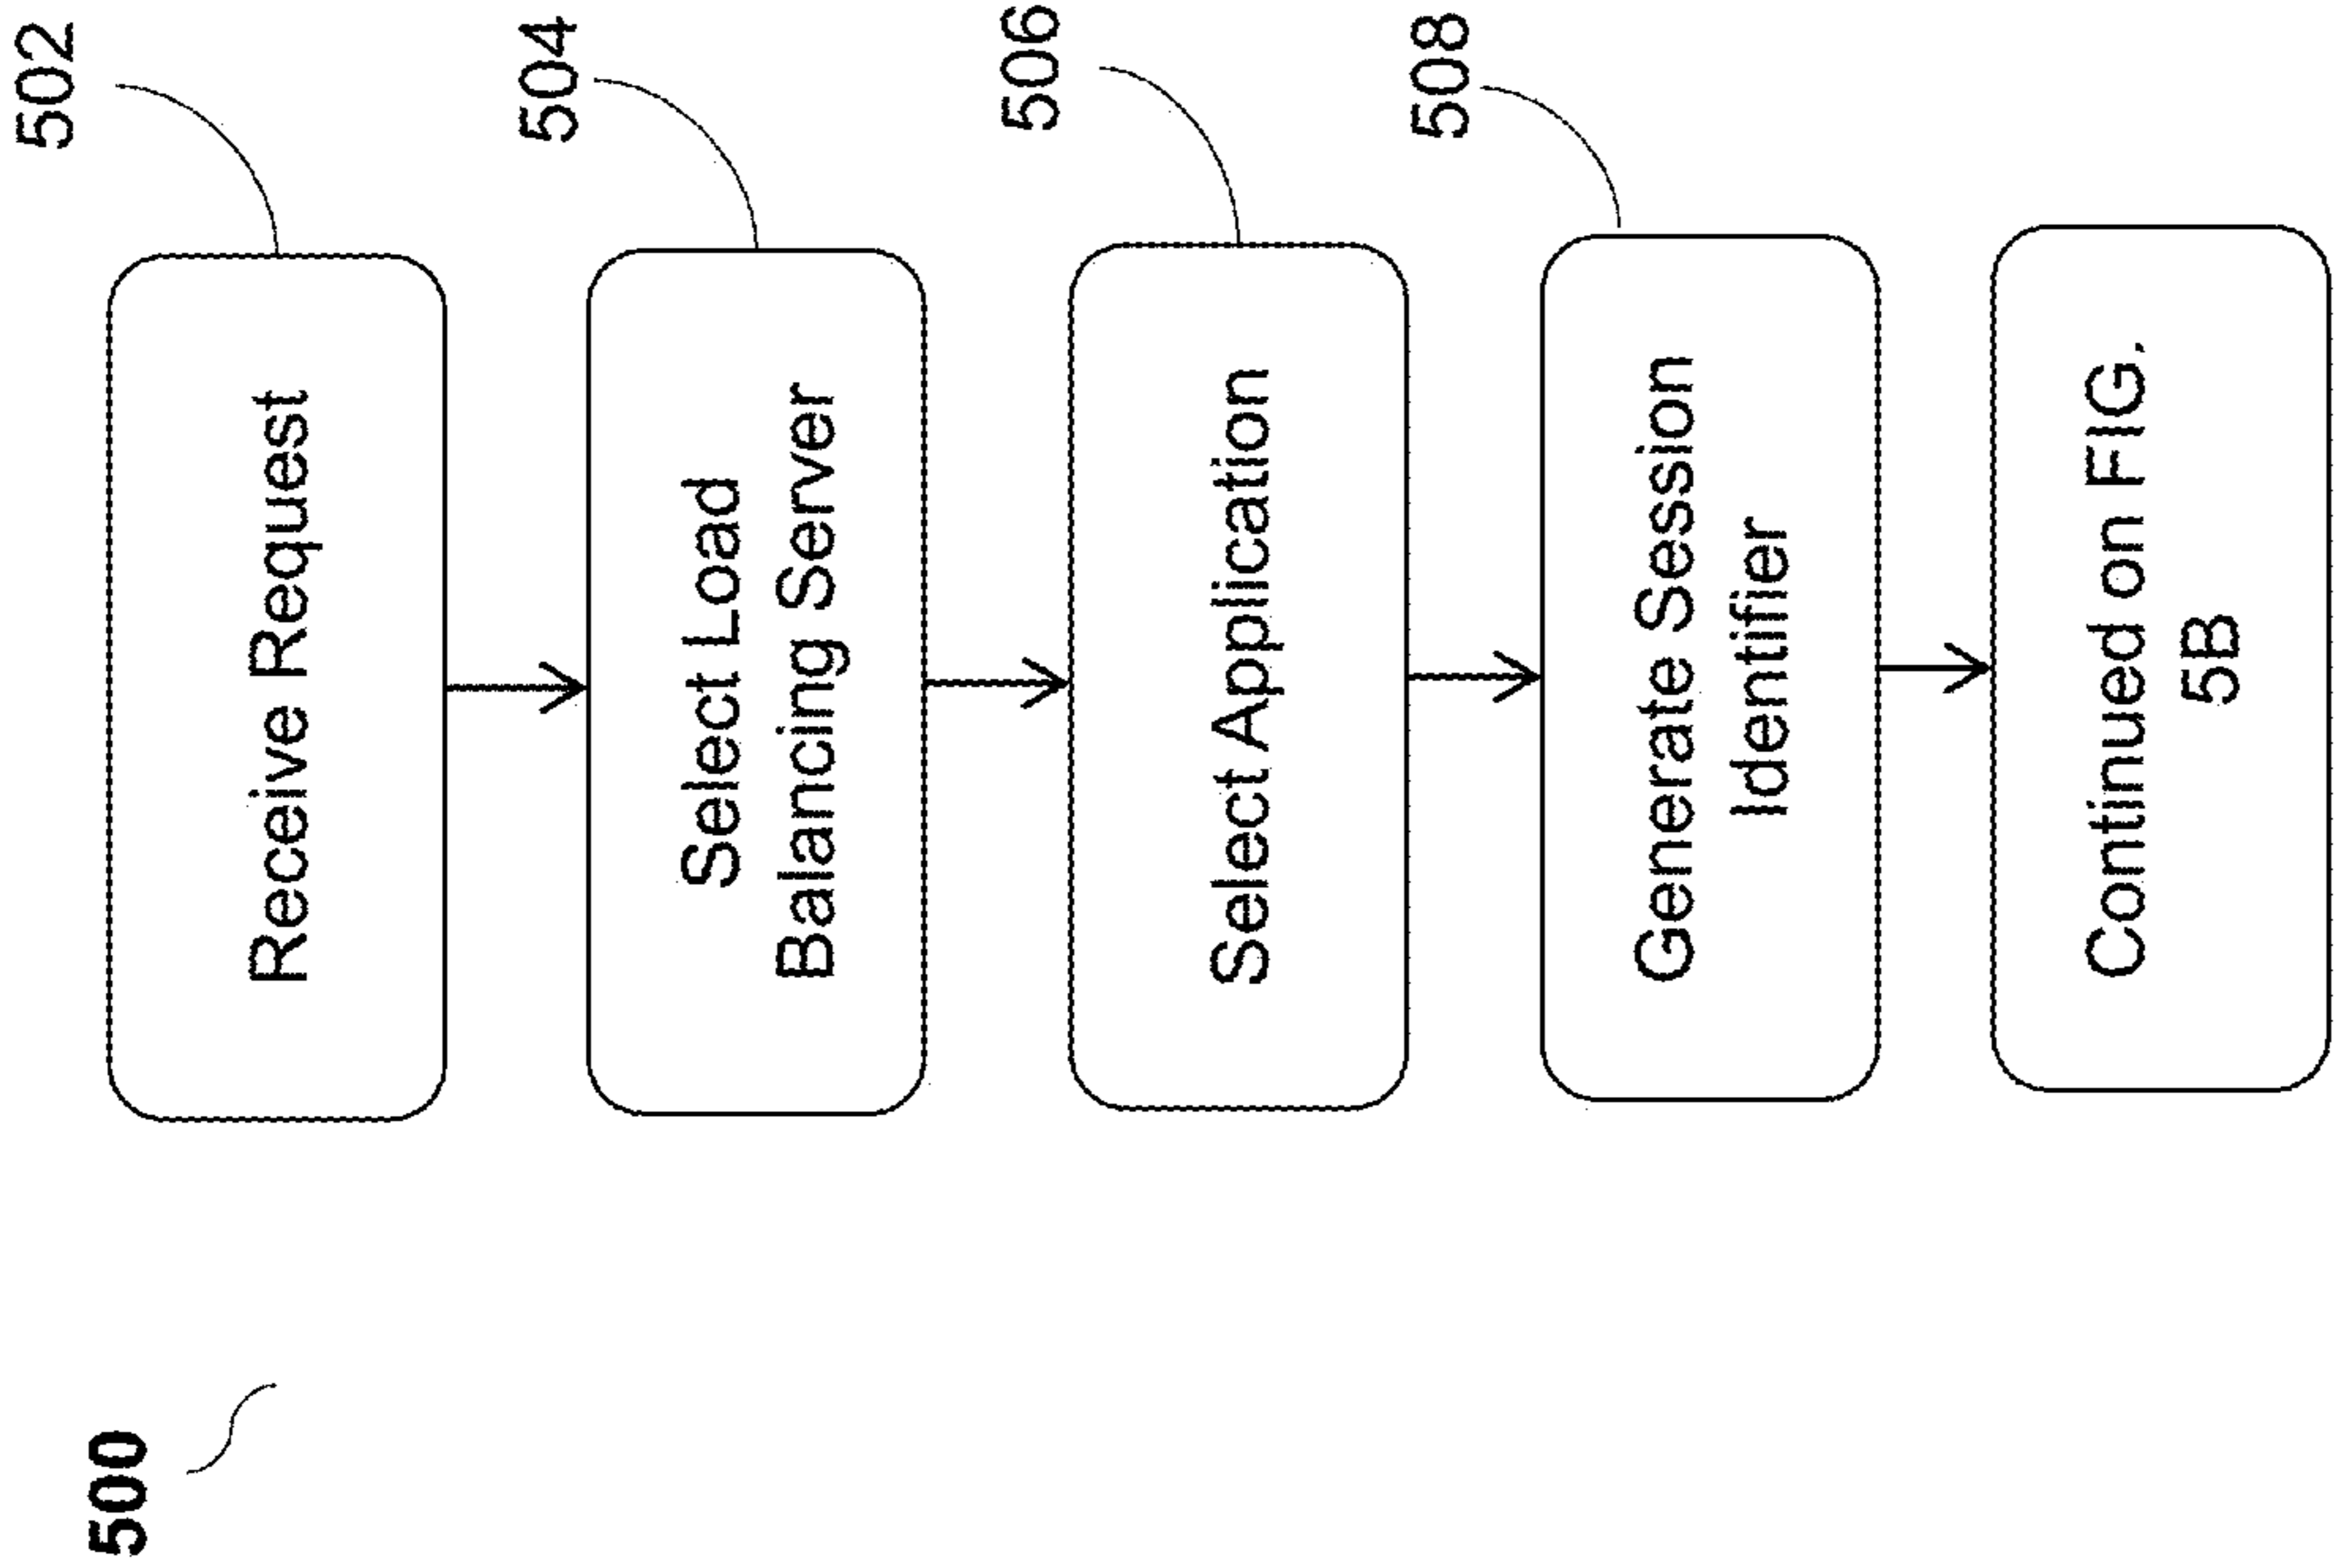 500
502
Receive Request
504
Select Load
Balancing Server
506
Select Application
508
Generate Session
Identifier
Continued on FIG.
5B